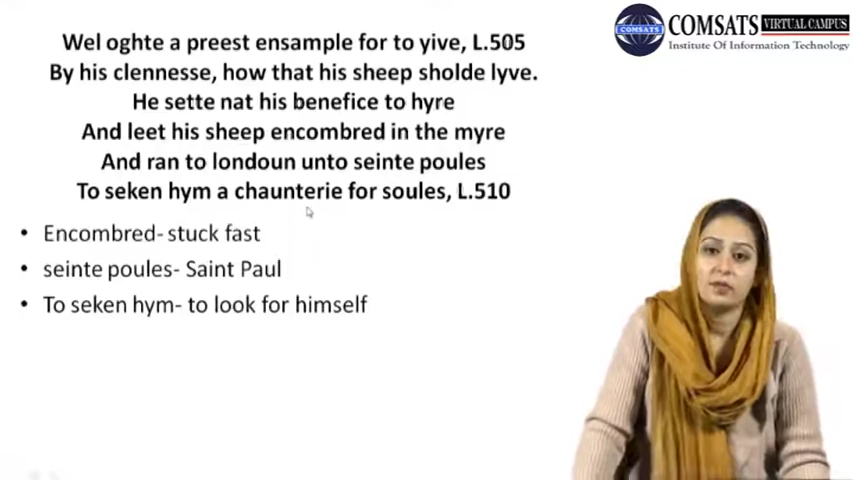 Wel oghte a preest ensample for to yive, L.505
By his clennesse, how that his sheep sholde lyve.
He sette nat his benefice to hyre
And leet his sheep encombred in the myre
And ran to londoun unto seinte poules
To seken hym a chaunterie for soules, L.510
• Encombred- stuck fast
• seinte poules- Saint Paul
• To seken hym- to look for himself
COMSATS
COMSATS VIRTUAL CAMPUS
Institute Of Information Technology